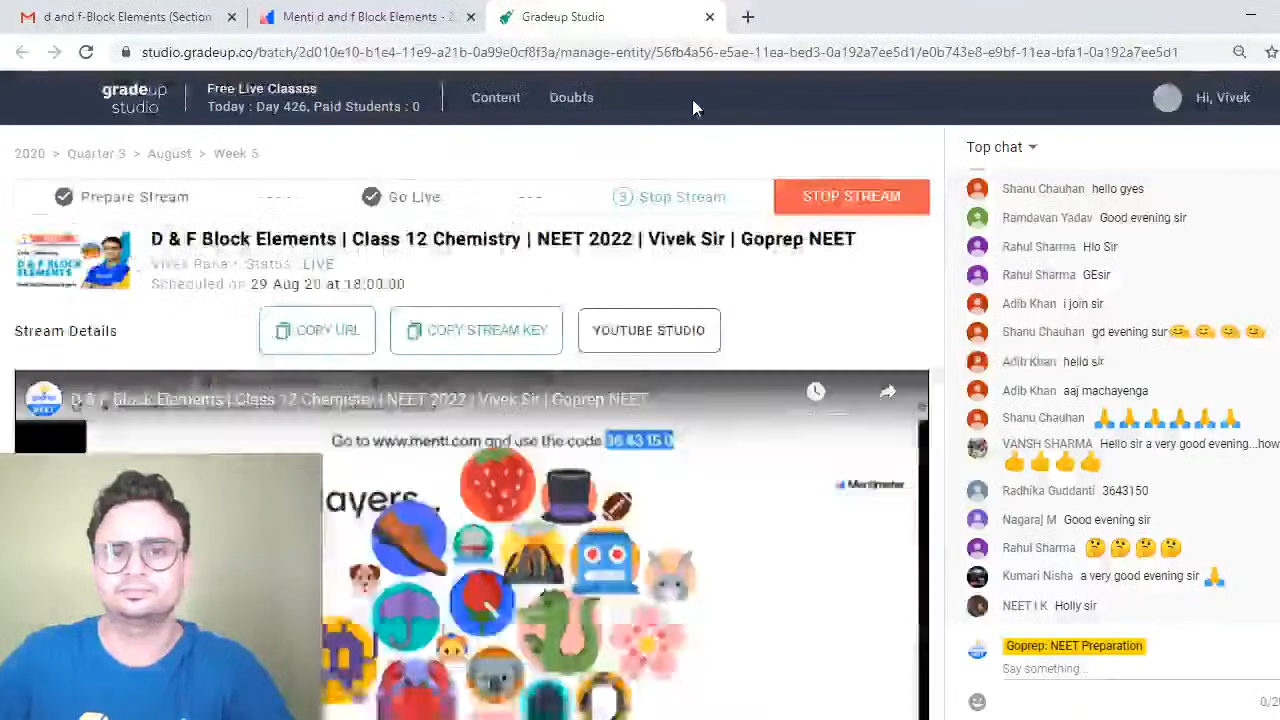 d and f-Block Elements (Section
Menti d and f Block Elements - 2
Gradeup Studio
studio.gradeup.co/batch/2d010e10-b1e4-11e9-a21b-0a99e0cf8f3a/manage-entity/56fb4a56-e5ae-11ea-bed3-0a192a7ee5d1/e0b743e8-e9bf-11ea-bfa1-0a192a7ee5d1
gradeup studio
Free Live Classes
Today : Day 426, Paid Students : 0
Content
Doubts
Hi, Vivek
2020 > Quarter 3 > August > Week 5
Prepare Stream
Go Live
3 Stop Stream
STOP STREAM
D & F Block Elements | Class 12 Chemistry | NEET 2022 | Vivek Sir | Goprep NEET
Status : LIVE
Scheduled on 29 Aug 20 at 18:00:00
Stream Details
COPY URL
COPY STREAM KEY
YOUTUBE STUDIO
D & F Block Elements | Class 12 Chemistry | NEET 2022 | Vivek Sir | Goprep NEET
Go to www.menti.com and use the code 36 43 15 0
ayers.
Mentimeter
Top chat
Shanu Chauhan hello gyes
Ramdavan Yadav Good evening sir
Rahul Sharma Hlo Sir
Rahul Sharma GEsir
Adib Khan i join sir
Shanu Chauhan gd evening sur😊 😊 😊 😊
Adib Khan hello sir
Adib Khan aaj machayenga
Shanu Chauhan 🙏 🙏 🙏 🙏 🙏 🙏
VANSH SHARMA Hello sir a very good evening...how
👍 👍 👍 👍
Radhika Guddanti 3643150
Nagaraj M Good evening sir
Rahul Sharma 🤔 🤔 🤔 🤔
Kumari Nisha a very good evening sir 🙏
NEET I K Holly sir
Goprep: NEET Preparation
Say something...
0/2